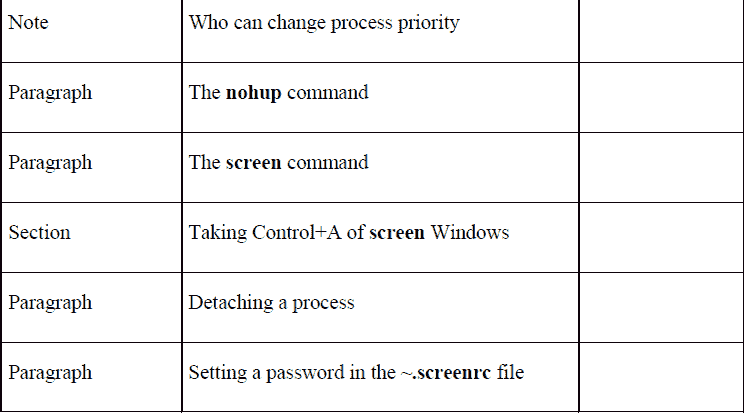 Note Who can change process priority
Paragraph The nohup command
Paragraph The screen command
Section Taking Control+A of screen Windows
Paragraph Detaching a process
Paragraph Setting a password in the ~.screenrc file